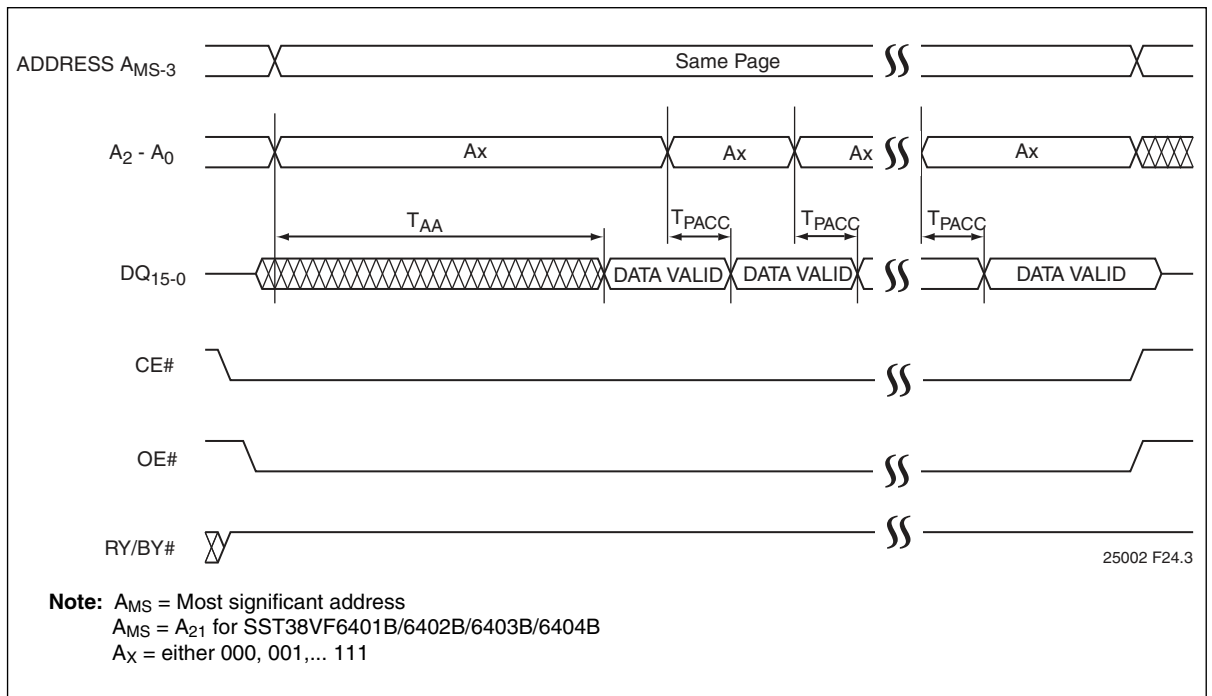 ADDRESS AMS-3
Same Page
A2 - A0
Ax
Ax
Ax
Ax
TAA
TPACC
TPACC
TPACC
DQ15-0
DATA VALID
DATA VALID
DATA VALID
CE#
OE#
RY/BY#
25002 F24.3
Note: AMS = Most significant address
AMS = A21 for SST38VF6401B/6402B/6403B/6404B
AX = either 000, 001,... 111